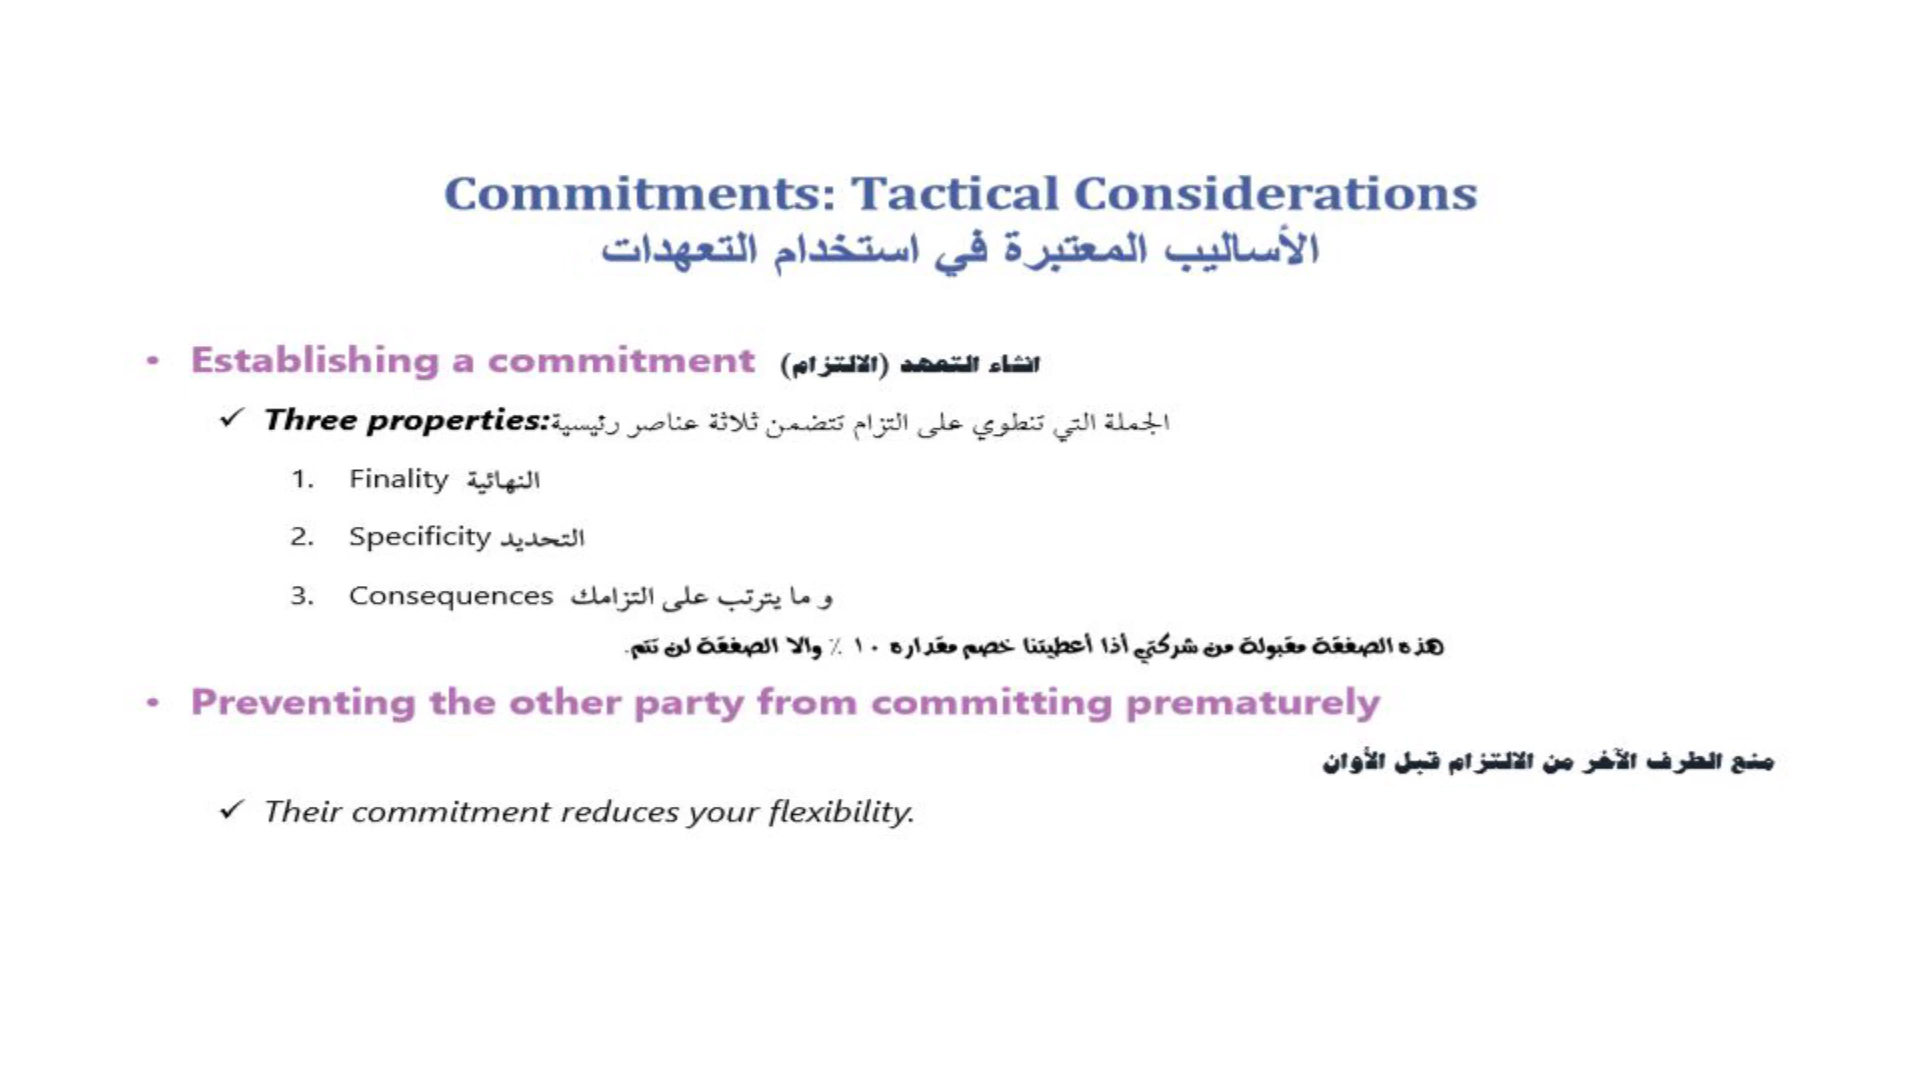 Commitments: Tactical Considerations
الأساليب المعتبرة في استخدام التعهدات
• Establishing a commitment انشاء التعهد (الالتزام)
✓ Three properties:الجملة التي تنطوي على التزام تتضمن ثلاثة عناصر رئيسية
1. Finality النهائية
2. Specificity التحديد
3. Consequences و ما يترتب على التزامك
هذه الصفقة مقبولة من شركتي أذا أعطيتنا خصم مقداره ١٠ ٪ والا الصفقة لن تتم.
• Preventing the other party from committing prematurely
منع الطرف الآخر من الالتزام قبل الأوان
✓ Their commitment reduces your flexibility.